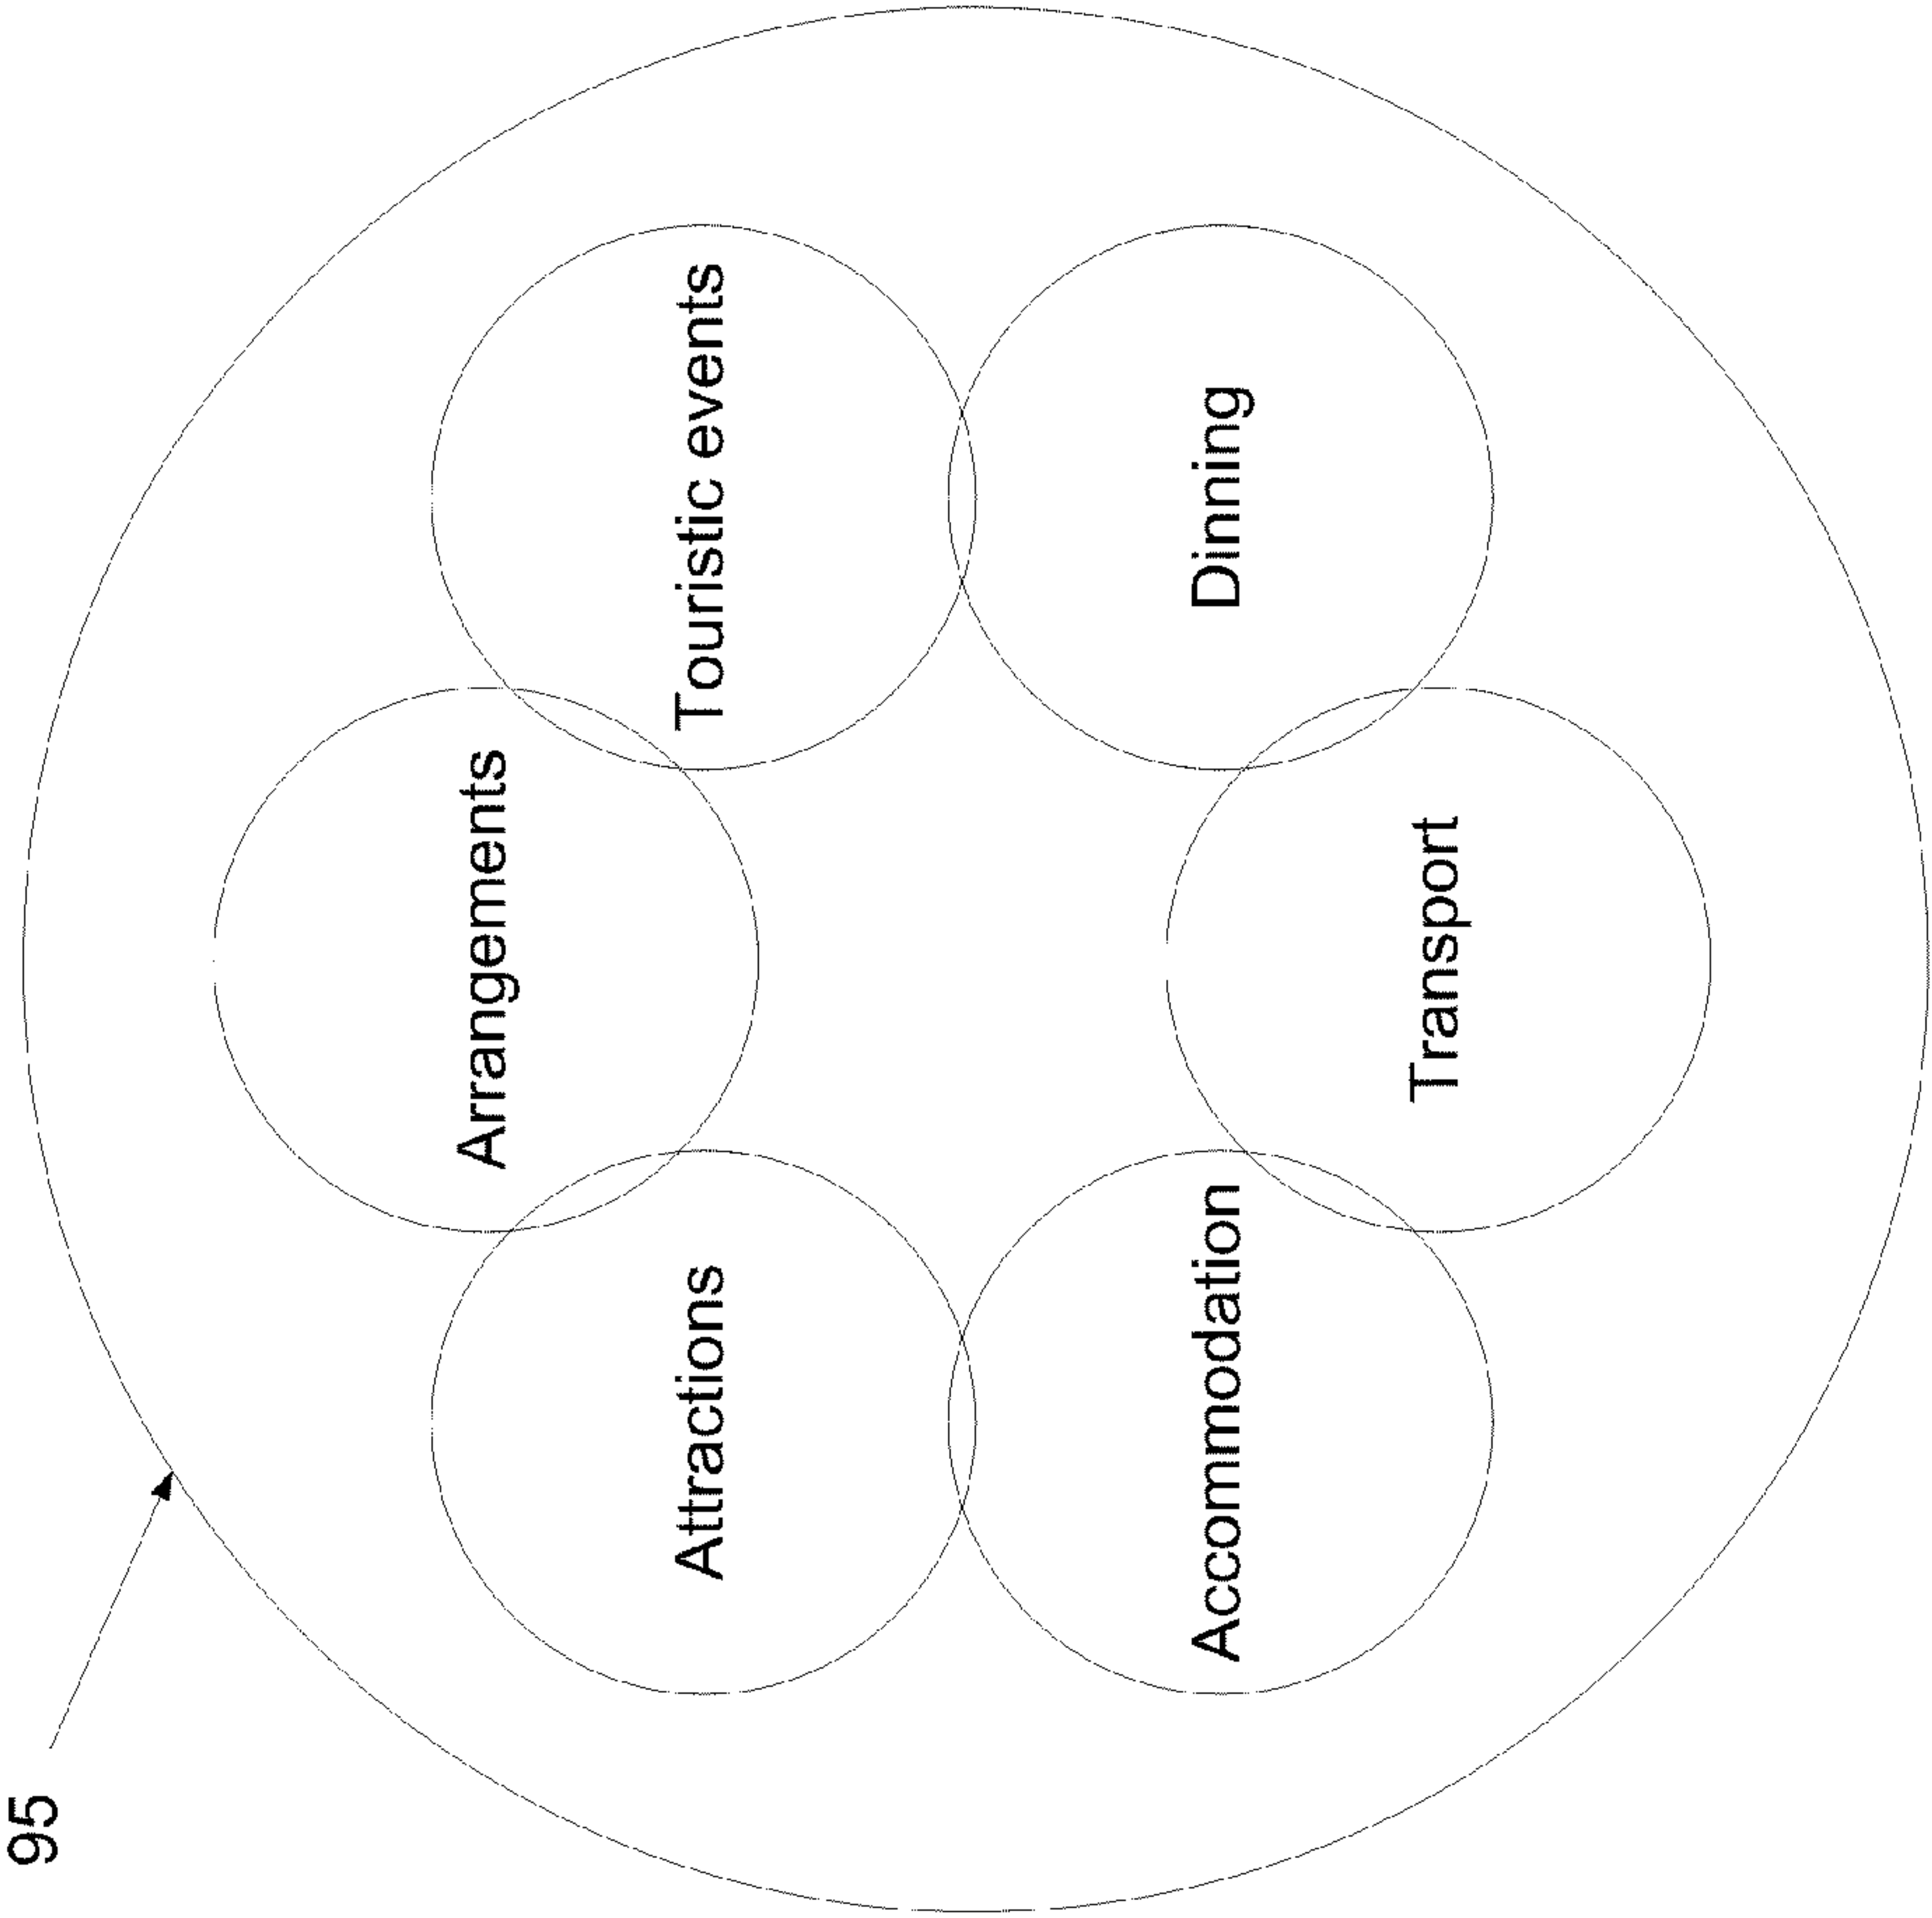 95
Arrangements
Attractions
Touristic events
Accommodation
Dinning
Transport